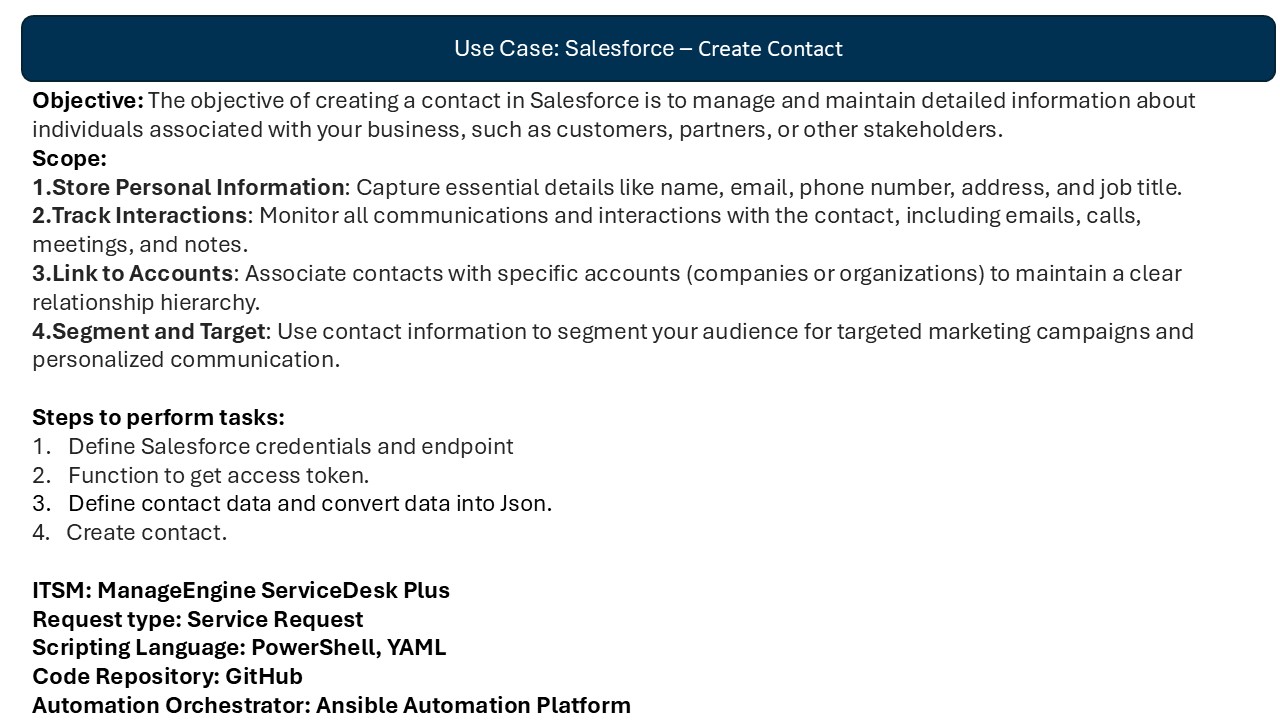 Use Case: Salesforce – Create Contact
Objective: The objective of creating a contact in Salesforce is to manage and maintain detailed information about
individuals associated with your business, such as customers, partners, or other stakeholders.
Scope:
1.Store Personal Information: Capture essential details like name, email, phone number, address, and job title.
2.Track Interactions: Monitor all communications and interactions with the contact, including emails, calls,
meetings, and notes.
3.Link to Accounts: Associate contacts with specific accounts (companies or organizations) to maintain a clear
relationship hierarchy.
4.Segment and Target: Use contact information to segment your audience for targeted marketing campaigns and
personalized communication.
Steps to perform tasks:
1. Define Salesforce credentials and endpoint
2. Function to get access token.
3. Define contact data and convert data into Json.
4. Create contact.
ITSM: ManageEngine ServiceDesk Plus
Request type: Service Request
Scripting Language: PowerShell, YAML
Code Repository: GitHub
Automation Orchestrator: Ansible Automation Platform